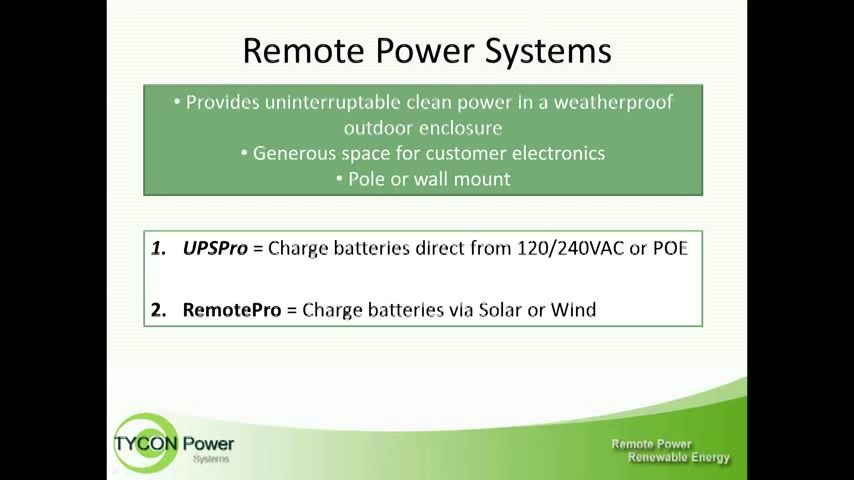 Remote Power Systems
• Provides uninterruptable clean power in a weatherproof
outdoor enclosure
• Generous space for customer electronics
• Pole or wall mount
1. UPSPro = Charge batteries direct from 120/240VAC or POE
2. RemotePro = Charge batteries via Solar or Wind
TYCON Power
Systems
Remote Power
Renewable Energy